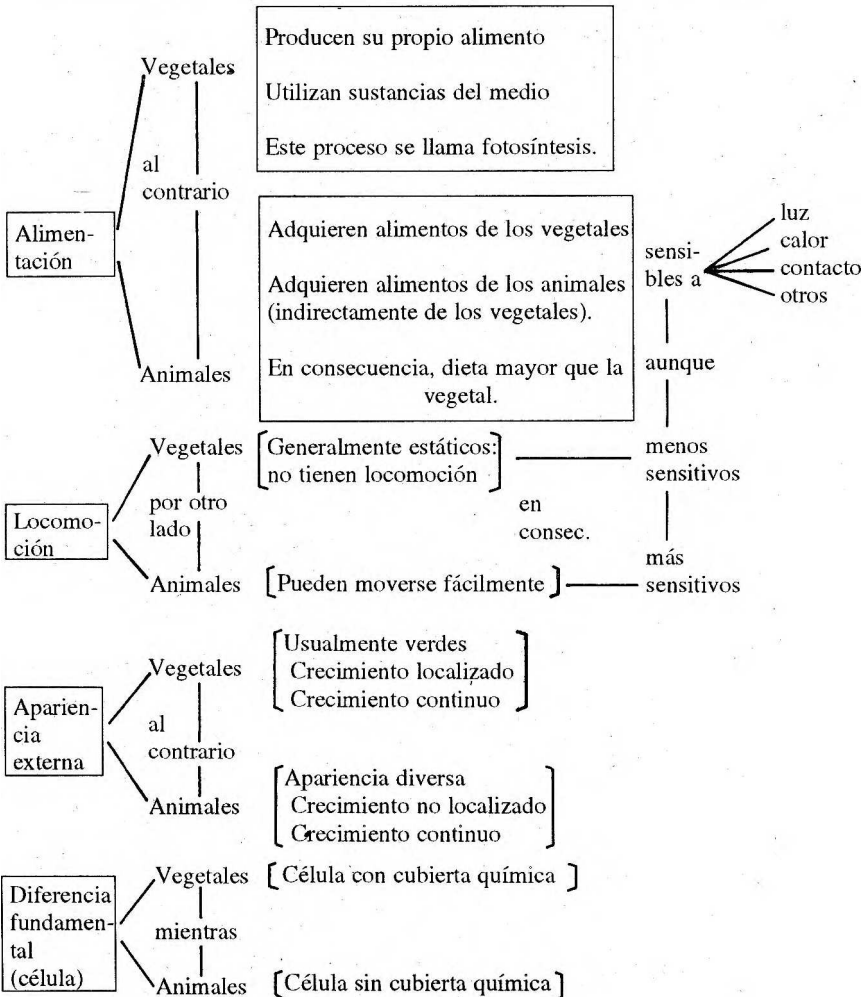 Vegetales
Producen su propio alimento
Utilizan sustancias del medio
Este proceso se llama fotosíntesis.
al
contrario
Alimen-
tación
Adquieren alimentos de los vegetales
Adquieren alimentos de los animales
(indirectamente de los vegetales).
En consecuencia, dieta mayor que la
vegetal.
Animales
sensi-
bles a
luz
calor
contacto
otros
aunque
menos
sensitivos
más
sensitivos
Locomo-
ción
Vegetales
Generalmente estáticos:
no tienen locomoción
por otro
lado
en
consec.
Animales
[Pueden moverse fácilmente]
Aparien-
cia
externa
Vegetales
Usualmente verdes
Crecimiento localizado
Crecimiento continuo
al
contrario
Animales
Apariencia diversa
Crecimiento no localizado
Crecimiento continuo
Diferencia
fundamen-
tal
(célula)
Vegetales
[Célula con cubierta química]
mientras
Animales
[Célula sin cubierta química]